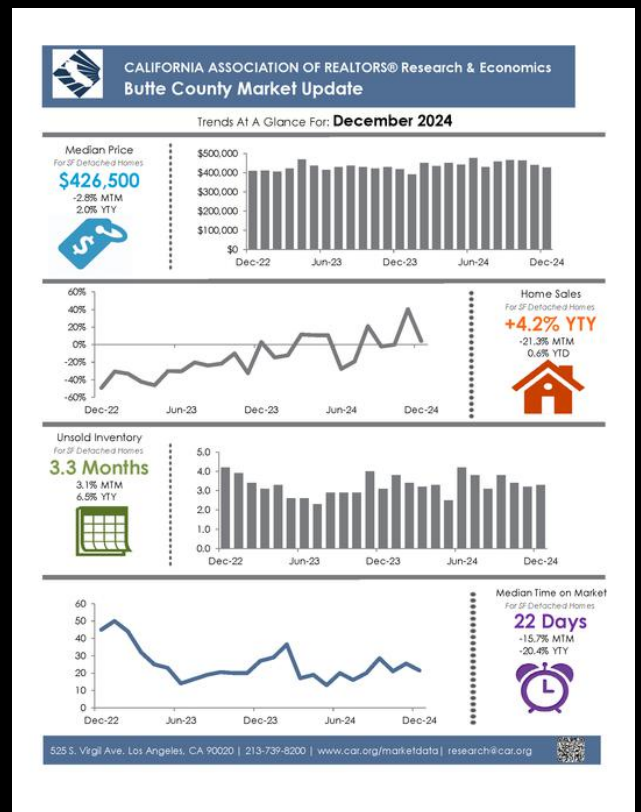 CALIFORNIA ASSOCIATION OF REALTORS® Research & Economics
Butte County Market Update
Trends At A Glance For: December 2024
Median Price
For SF Detached Homes
$426,500
-2.8% MTM
2.0% YTY
$
$500,000
$400,000
$300,000
$200,000
$100,000
$0
Dec-22 Jun-23 Dec-23 Jun-24 Dec-24
60%
40%
20%
0%
-20%
-40%
-60%
Dec-22 Jun-23 Dec-23 Jun-24 Dec-24
Home Sales
For SF Detached Homes
+4.2% YTY
-21.3% MTM
0.6% YTD
Unsold Inventory
For SF Detached Homes
3.3 Months
3.1% MTM
6.5% YTY
5.0
4.0
3.0
2.0
1.0
0.0
Dec-22 Jun-23 Dec-23 Jun-24 Dec-24
60
50
40
30
20
10
0
Dec-22 Jun-23 Dec-23 Jun-24 Dec-24
Median Time on Market
For SF Detached Homes
22 Days
-15.7% MTM
-20.4% YTY
525 S. Virgil Ave. Los Angeles, CA 90020 | 213-739-8200 | www.car.org/marketdata| research@car.org